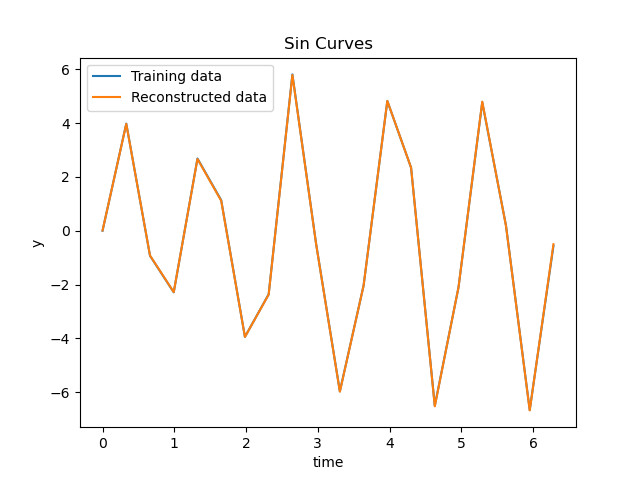 Sin Curves
Training data
Reconstructed data
6
4
2
0
−2
−4
−6
y
0 1 2 3 4 5 6
time